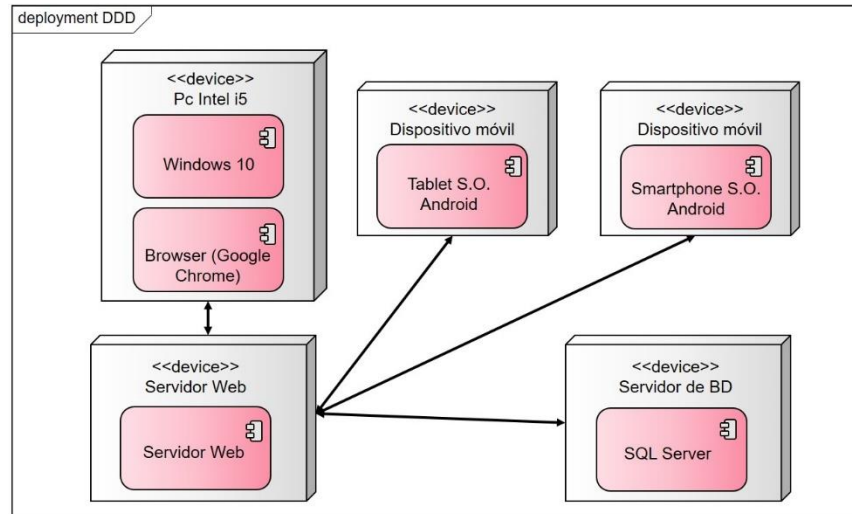 deployment DDD
<<device>>
Pc Intel i5
Windows 10
Browser (Google
Chrome)
<<device>>
Dispositivo móvil
Tablet S.O.
Android
<<device>>
Dispositivo móvil
Smartphone S.O.
Android
<<device>>
Servidor Web
Servidor Web
<<device>>
Servidor de BD
SQL Server